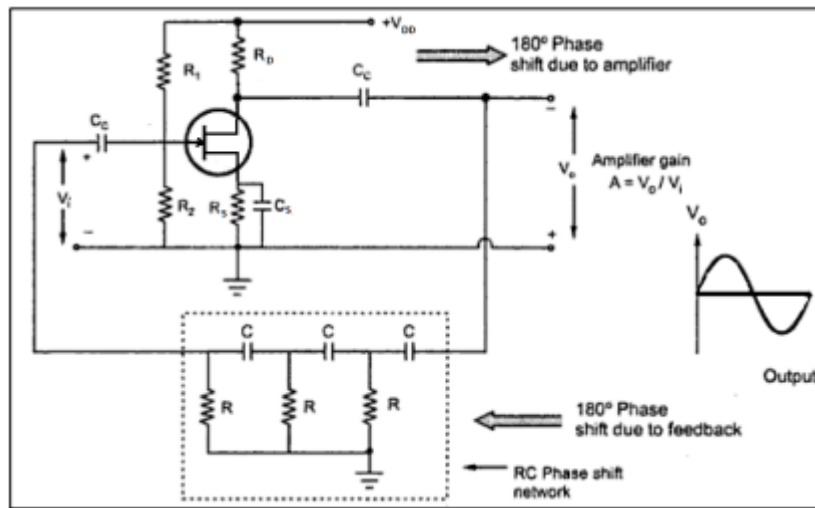 +V_DD
R_D
R_1
180° Phase
shift due to amplifier
C_C
C_C
+
–
V_i
R_2
R_S
C_S
–
V_o
Amplifier gain
A = V_O / V_i
+
V_O
Output
C C C
R R R
180° Phase
shift due to feedback
RC Phase shift
network